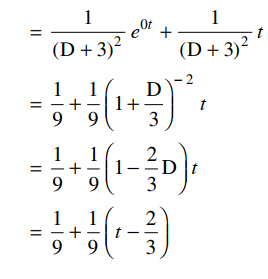 = 1/(D + 3)² e^{0t} + 1/(D + 3)² t
= 1/9 + 1/9 (1 + D/3)^{−2} t
= 1/9 + 1/9 (1 − 2/3 D) t
= 1/9 + 1/9 (t − 2/3)